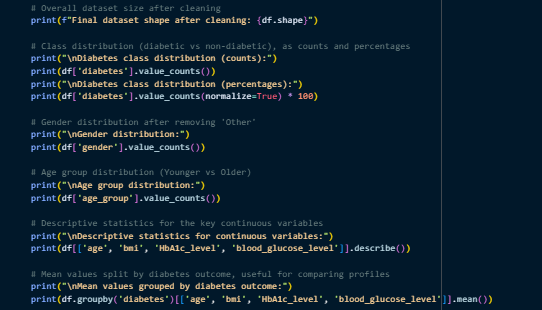 # Overall dataset size after cleaning
print(f"Final dataset shape after cleaning: {df.shape}")
# Class distribution (diabetic vs non-diabetic), as counts and percentages
print("\nDiabetes class distribution (counts):")
print(df['diabetes'].value_counts())
print("\nDiabetes class distribution (percentages):")
print(df['diabetes'].value_counts(normalize=True) * 100)
# Gender distribution after removing 'Other'
print("\nGender distribution:")
print(df['gender'].value_counts())
# Age group distribution (Younger vs Older)
print("\nAge group distribution:")
print(df['age_group'].value_counts())
# Descriptive statistics for the key continuous variables
print("\nDescriptive statistics for continuous variables:")
print(df[['age', 'bmi', 'HbA1c_level', 'blood_glucose_level']].describe())
# Mean values split by diabetes outcome, useful for comparing profiles
print("\nMean values grouped by diabetes outcome:")
print(df.groupby('diabetes')[['age', 'bmi', 'HbA1c_level', 'blood_glucose_level']].mean())